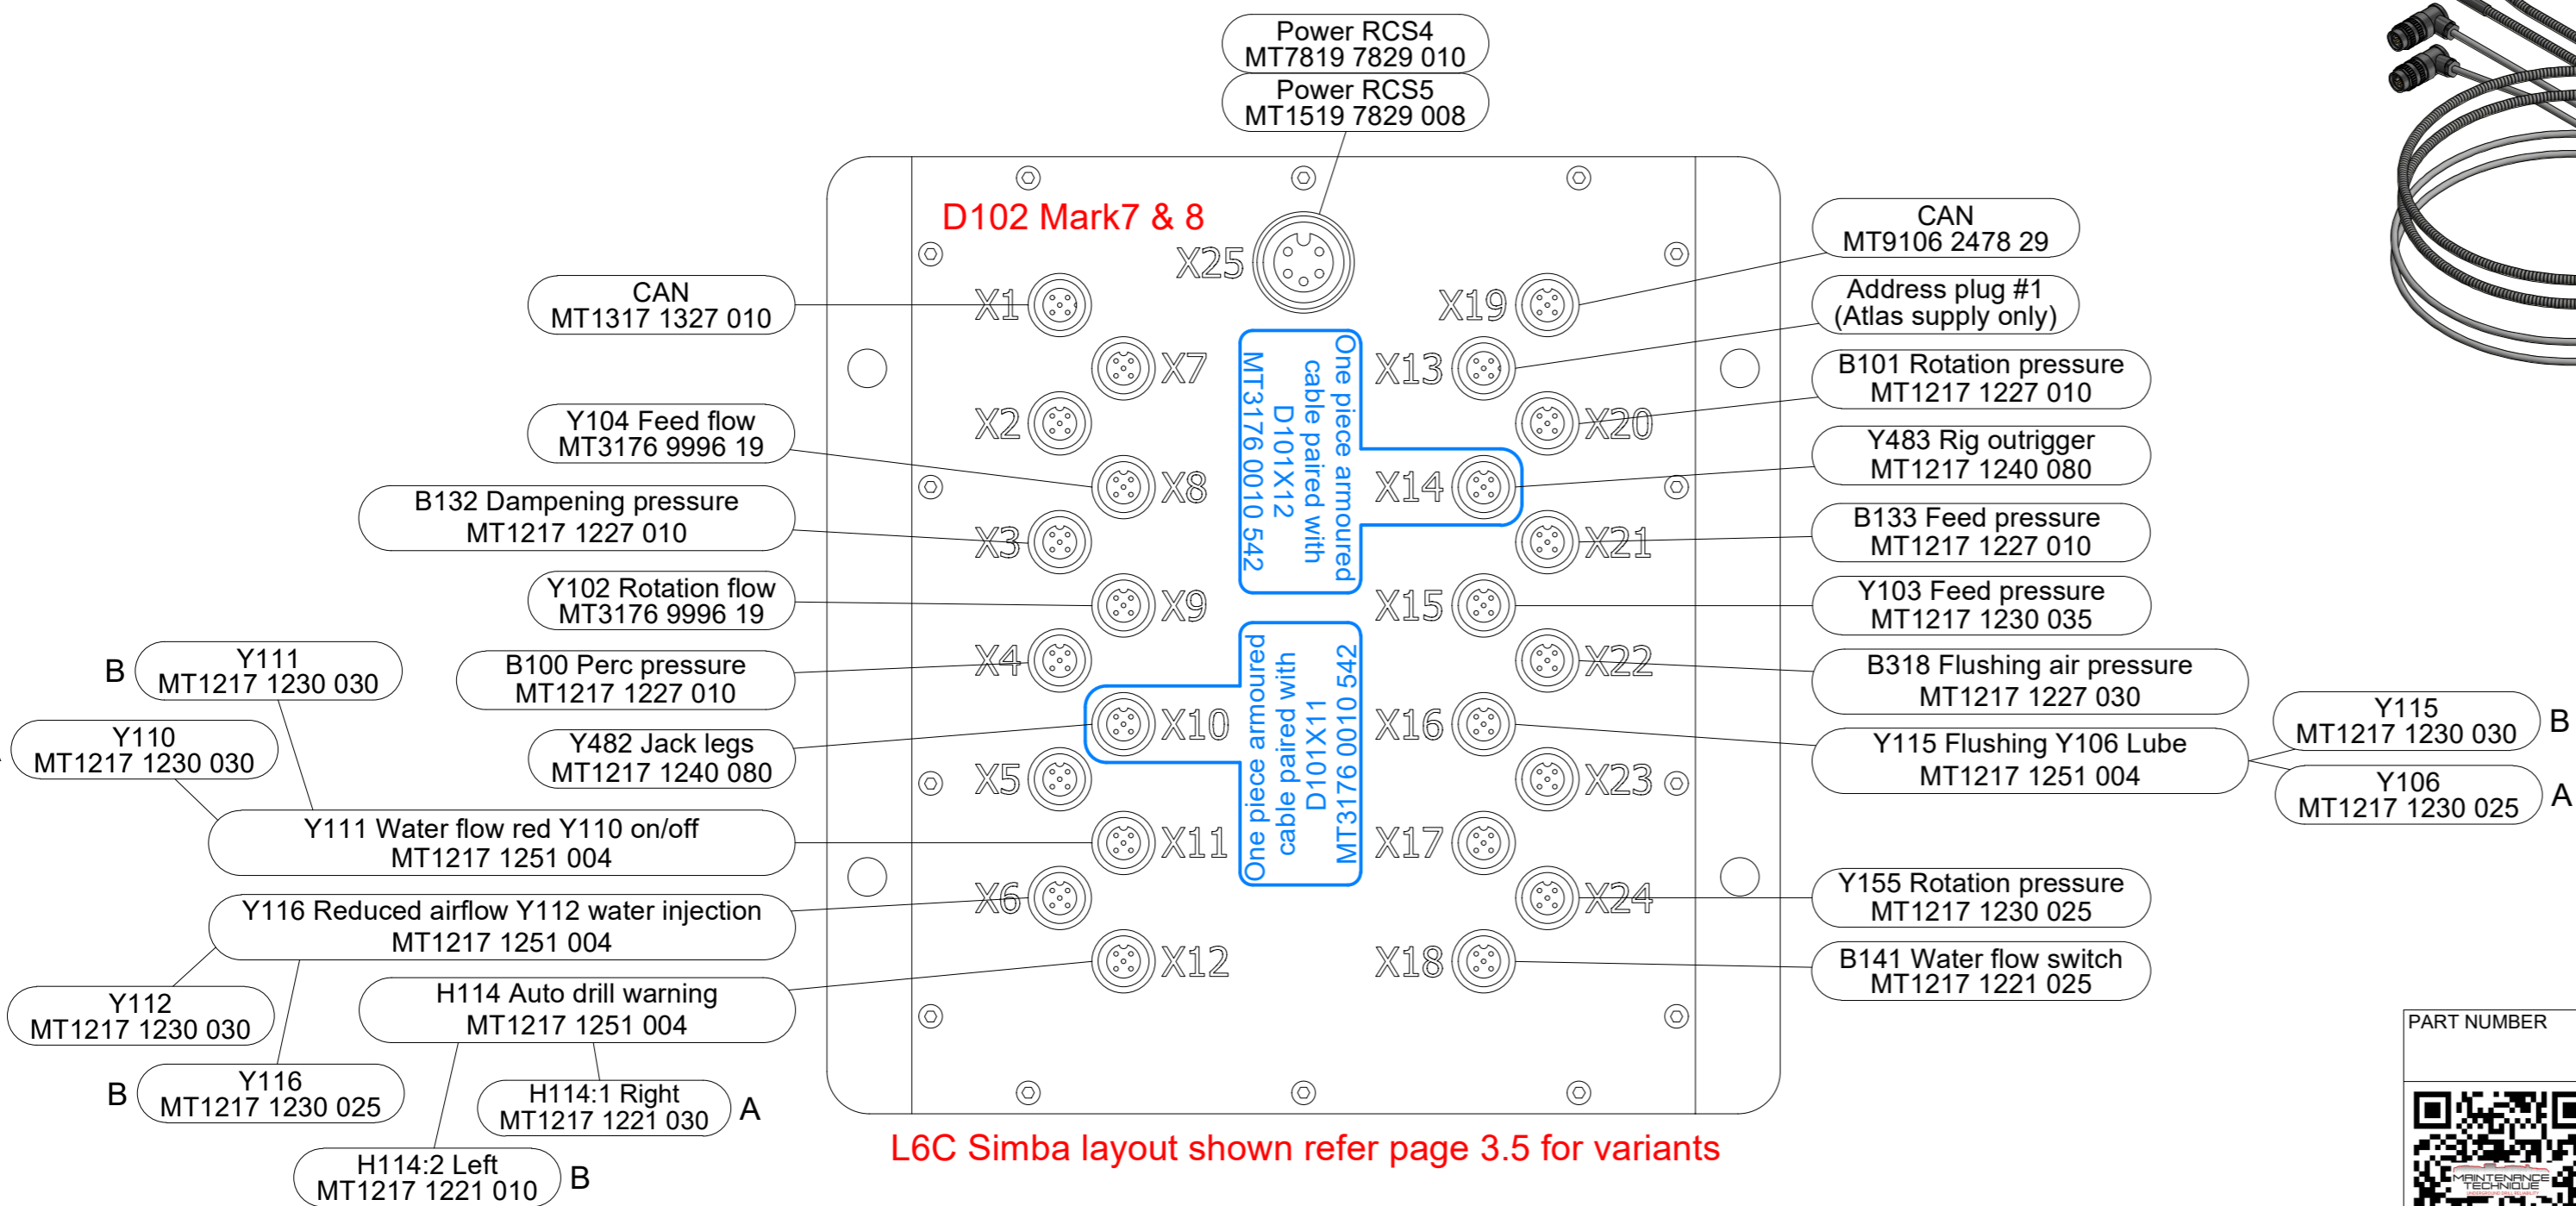 Power RCS4
MT7819 7829 010
Power RCS5
MT1519 7829 008
D102 Mark7 & 8
X25
CAN
MT1317 1327 010
X1
X7
X2
Y104 Feed flow
MT3176 9996 19
X8
B132 Dampening pressure
MT1217 1227 010
X3
Y102 Rotation flow
MT3176 9996 19
X9
X4
B100 Perc pressure
MT1217 1227 010
B
Y111
MT1217 1230 030
Y110
MT1217 1230 030
X10
Y482 Jack legs
MT1217 1240 080
X5
Y111 Water flow red Y110 on/off
MT1217 1251 004
X11
Y116 Reduced airflow Y112 water injection
MT1217 1251 004
X6
Y112
MT1217 1230 030
B
Y116
MT1217 1230 025
H114 Auto drill warning
MT1217 1251 004
X12
H114:1 Right
MT1217 1221 030
A
H114:2 Left
MT1217 1221 010
B
One piece armoured
cable paired with
D101X12
MT3176 0010 542
One piece armoured
cable paired with
D101X11
MT3176 0010 542
CAN
MT9106 2478 29
X19
Address plug #1
(Atlas supply only)
X13
B101 Rotation pressure
MT1217 1227 010
X20
Y483 Rig outrigger
MT1217 1240 080
X14
B133 Feed pressure
MT1217 1227 010
X21
Y103 Feed pressure
MT1217 1230 035
X15
X22
B318 Flushing air pressure
MT1217 1227 030
X16
Y115 Flushing Y106 Lube
MT1217 1251 004
Y115
MT1217 1230 030
B
Y106
MT1217 1230 025
A
X23
X17
X24
Y155 Rotation pressure
MT1217 1230 025
X18
B141 Water flow switch
MT1217 1221 025
L6C Simba layout shown refer page 3.5 for variants
PART NUMBER
MAINTENANCE
TECHNIQUE